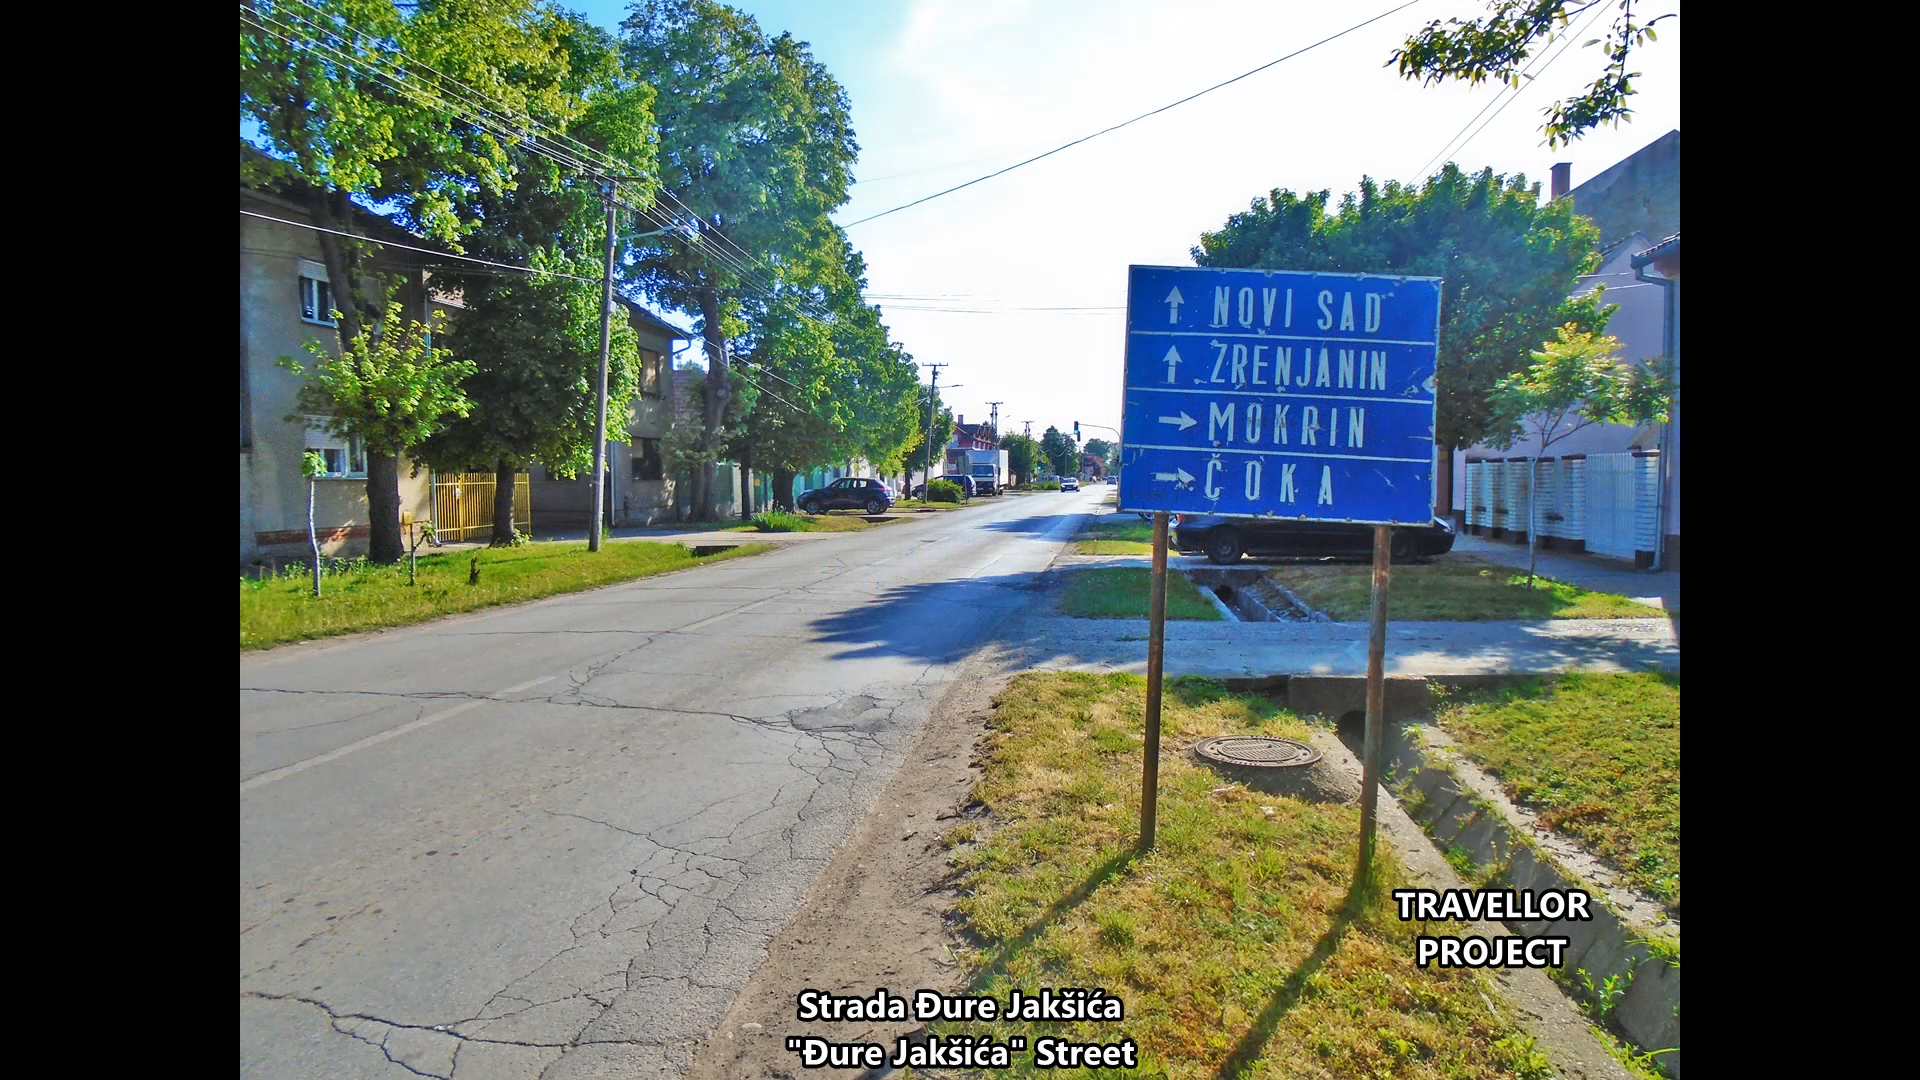 ↑ NOVI SAD
↑ ZRENJANIN
→ MOKRIN
→ ČOKA
TRAVELLOR
PROJECT
Strada Đure Jakšića
"Đure Jakšića" Street